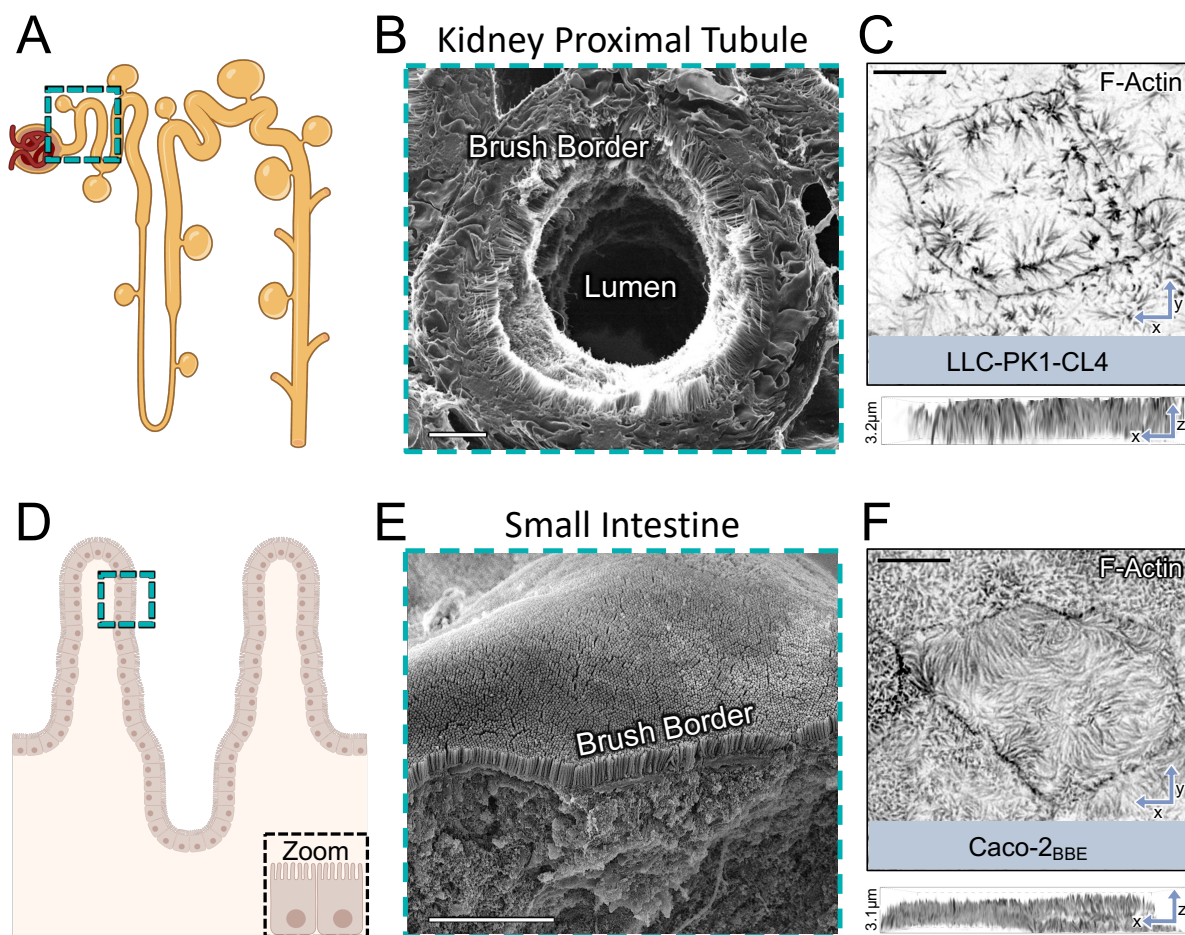 A
B
Kidney Proximal Tubule
Brush Border
Lumen
C
F-Actin
y
x
LLC-PK1-CL4
3.2μm
x
z
D
Zoom
E
Small Intestine
Brush Border
F
F-Actin
y
x
Caco-2BBE
3.1μm
x
z